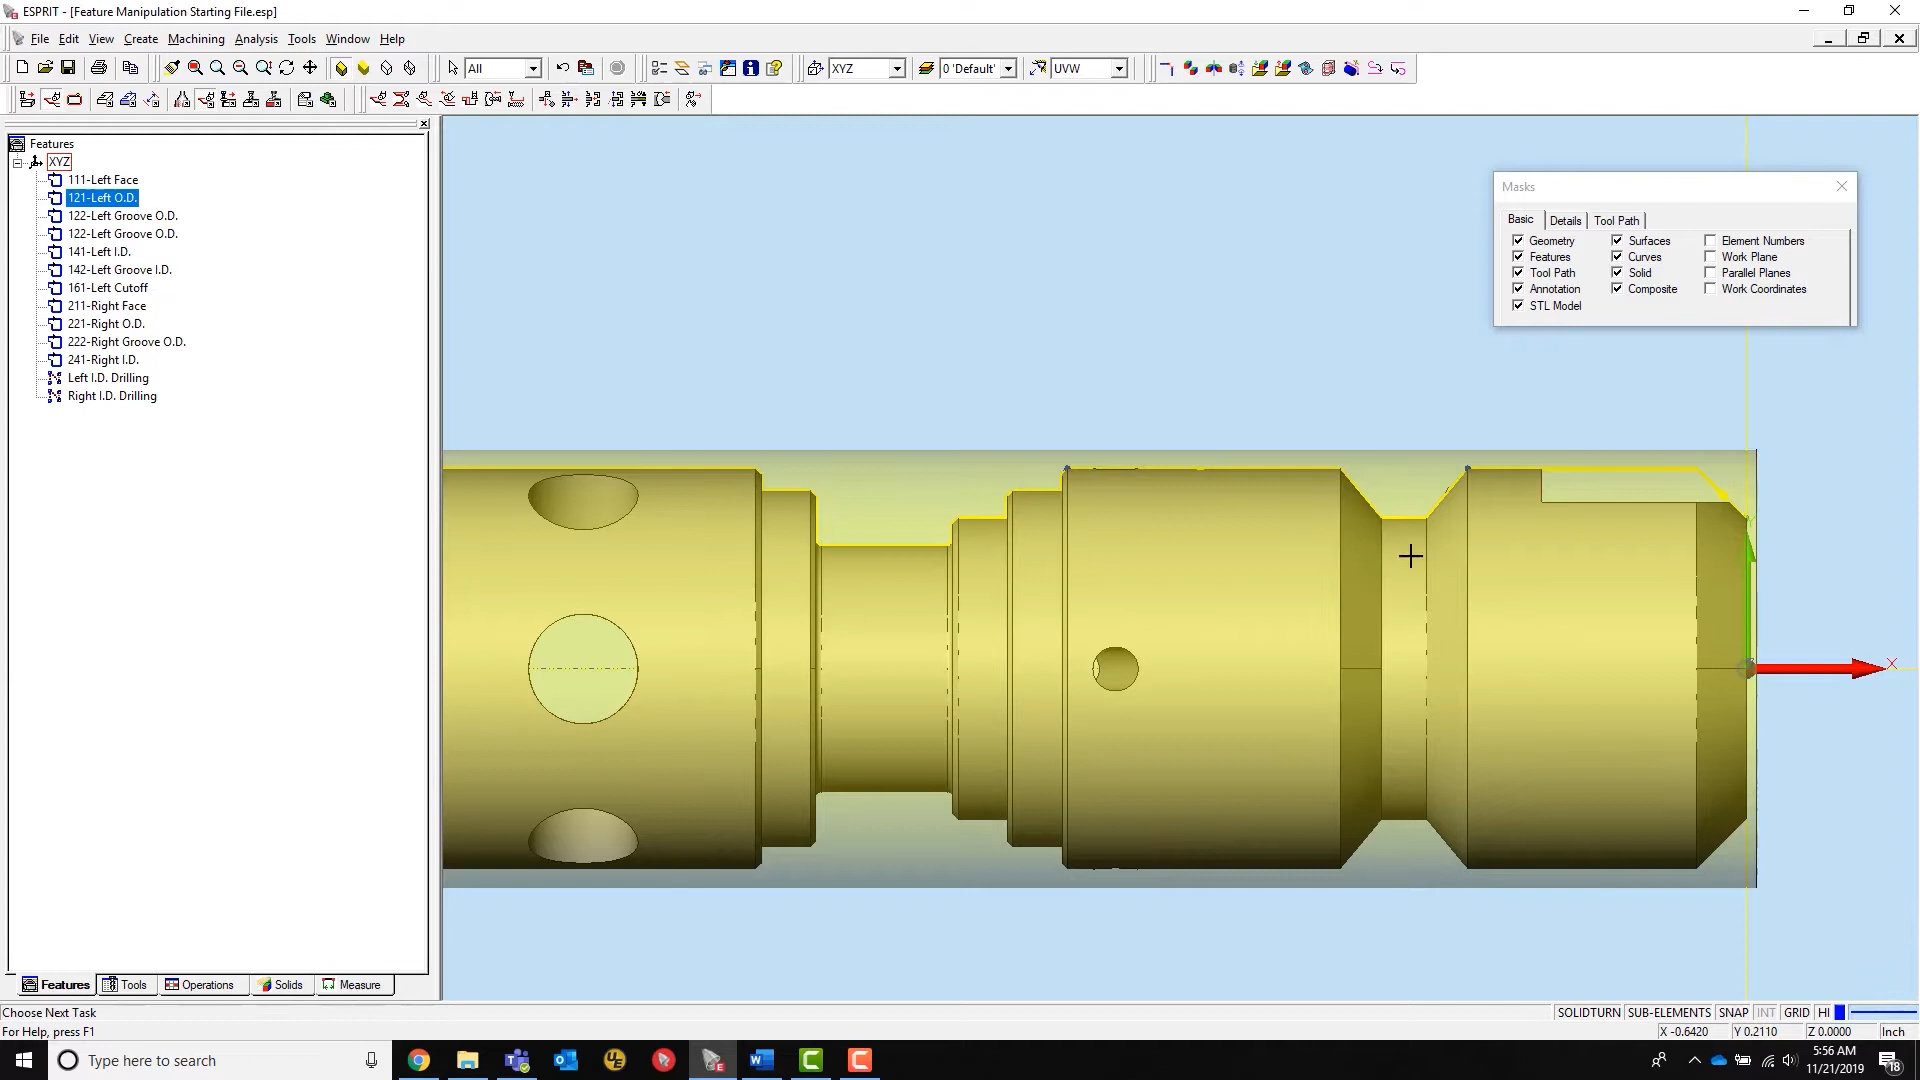 ESPRIT - [Feature Manipulation Starting File.esp]
File Edit View Create Machining Analysis Tools Window Help
All XYZ 0 'Default' UVW
Features
XYZ
111-Left Face
121-Left O.D.
122-Left Groove O.D.
122-Left Groove O.D.
141-Left I.D.
142-Left Groove I.D.
161-Left Cutoff
211-Right Face
221-Right O.D.
222-Right Groove O.D.
241-Right I.D.
Left I.D. Drilling
Right I.D. Drilling
Masks
Basic Details Tool Path
Geometry Surfaces Element Numbers
Features Curves Work Plane
Tool Path Solid Parallel Planes
Annotation Composite Work Coordinates
STL Model
X
Features Tools Operations Solids Measure
Choose Next Task SOLIDTURN SUB-ELEMENTS SNAP INT GRID HI
For Help, press F1 X -0.6420 Y 0.2110 Z 0.0000 Inch
Type here to search
5:56 AM
11/21/2019
18